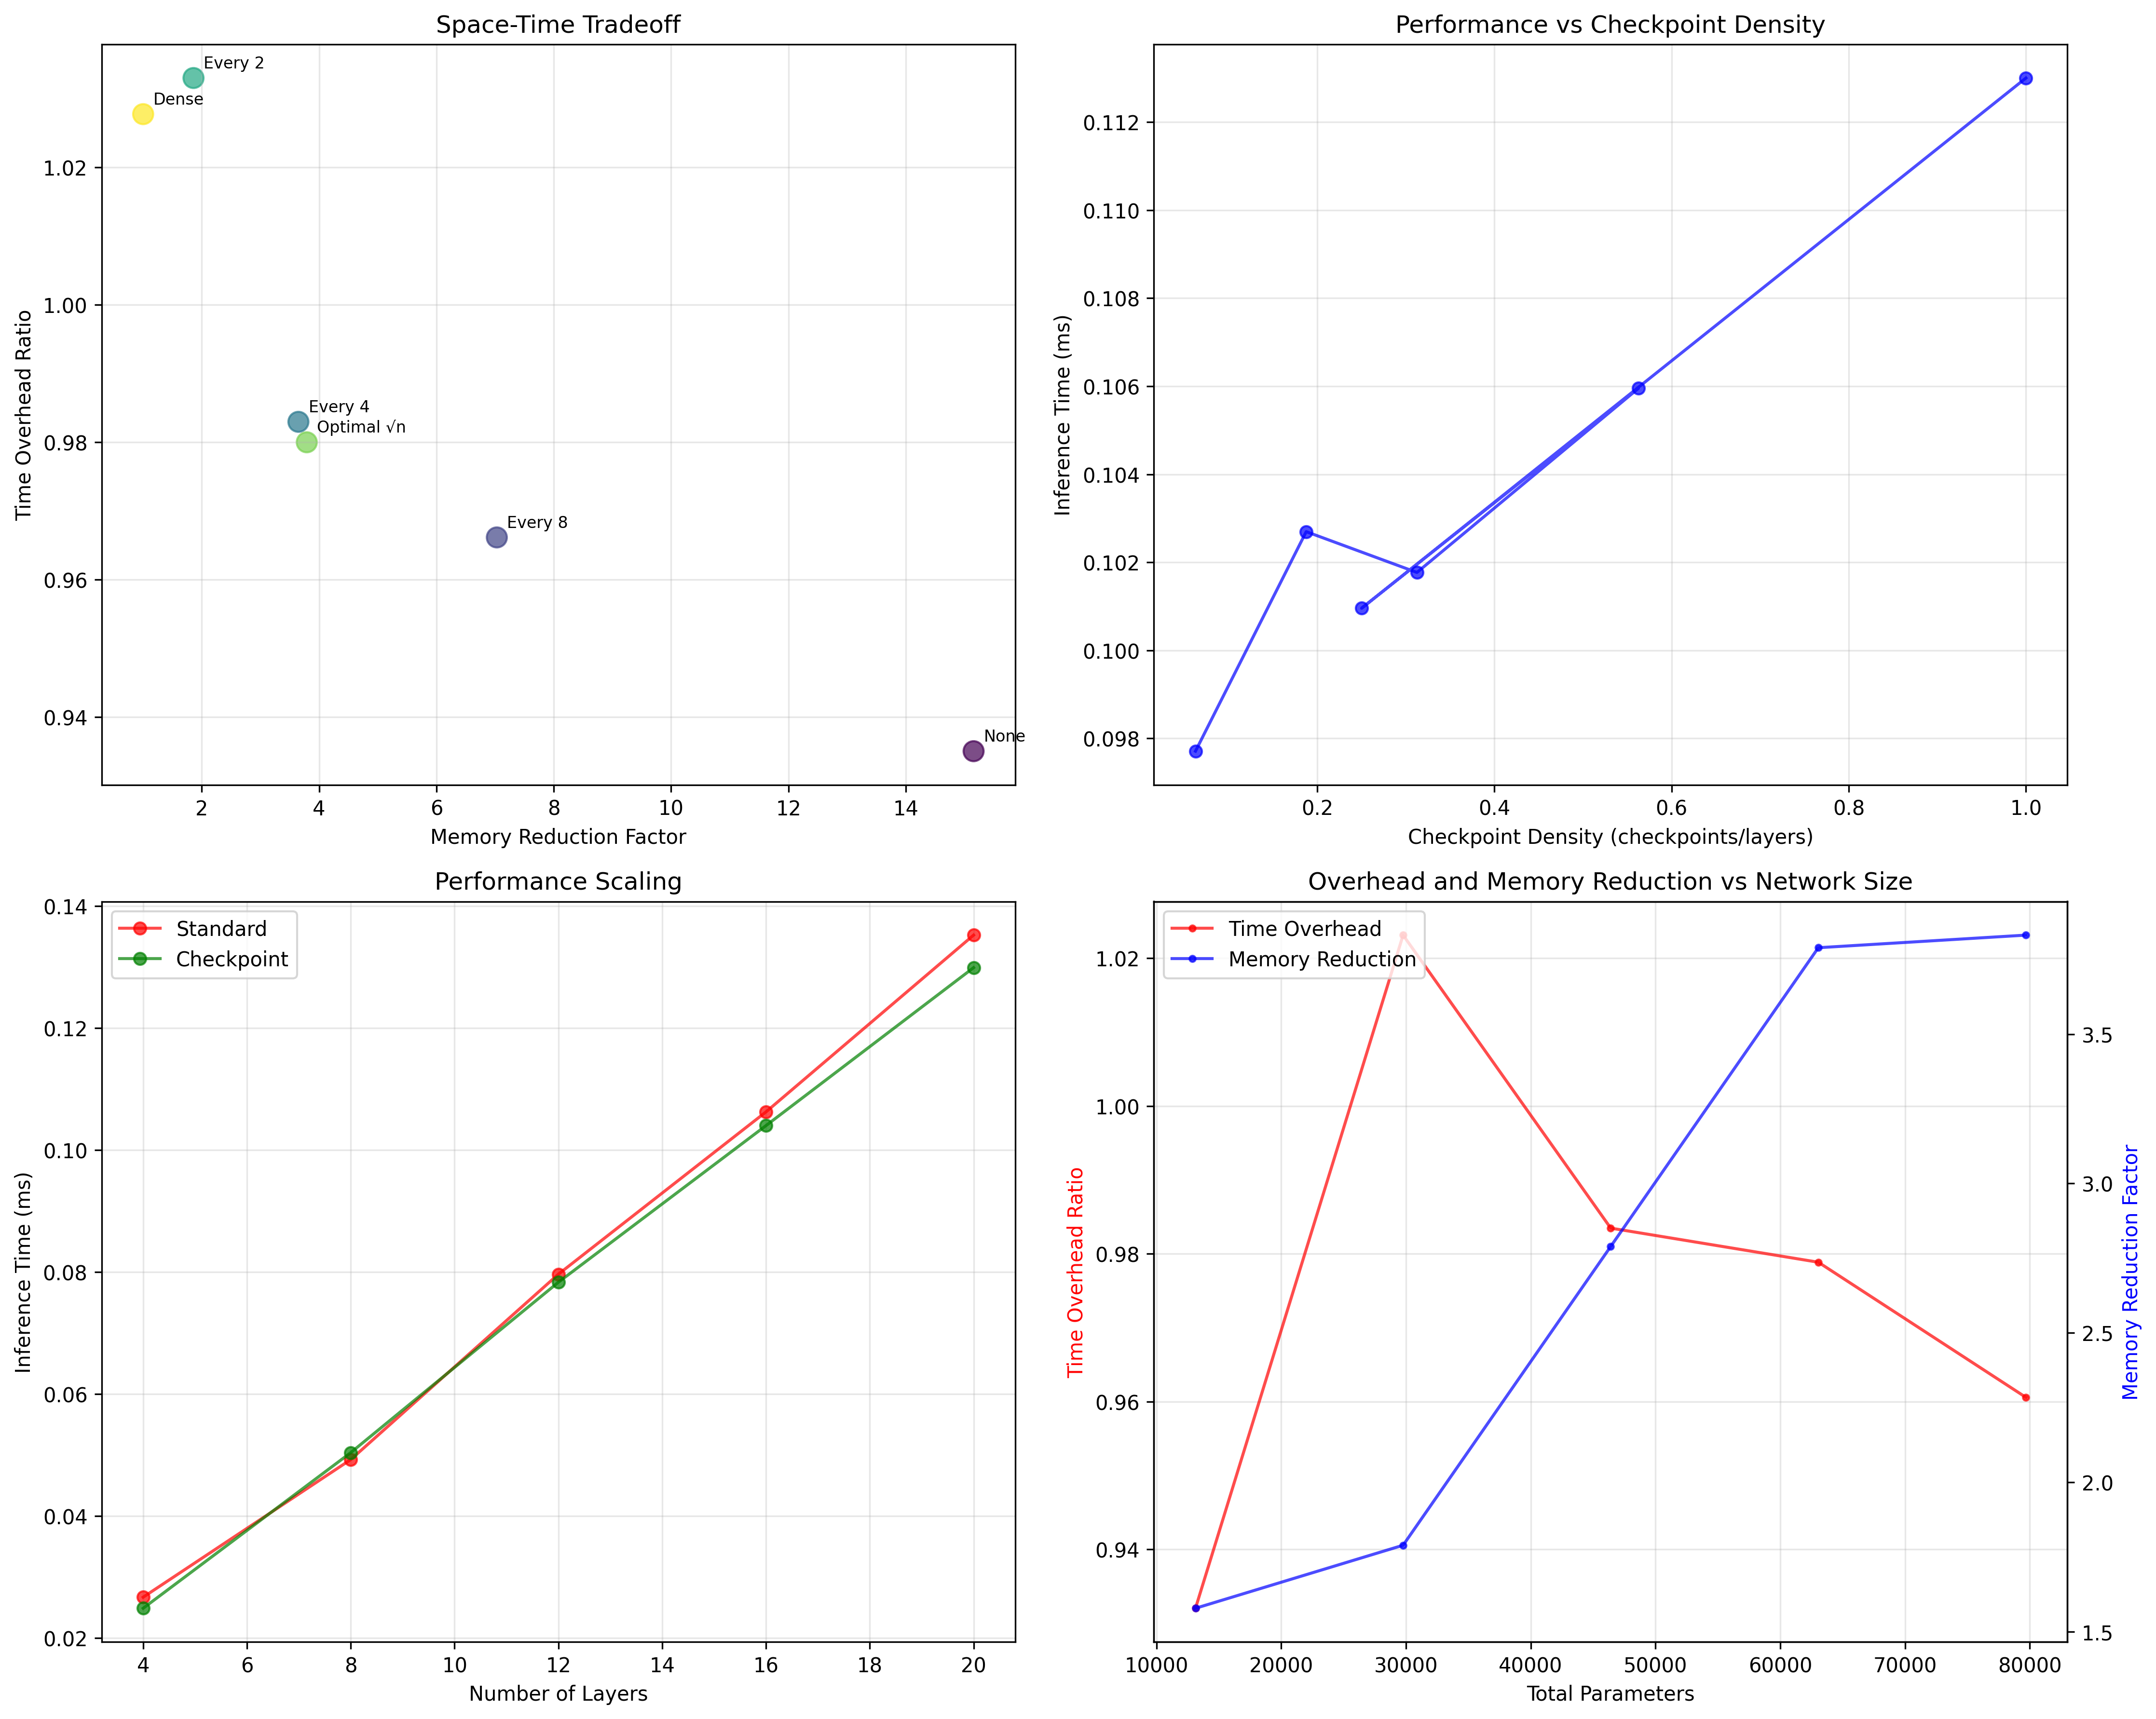 Space-Time Tradeoff
Time Overhead Ratio
1.02
1.00
0.98
0.96
0.94
Every 2
Dense
Every 4
Optimal √n
Every 8
None
2 4 6 8 10 12 14
Memory Reduction Factor
Performance vs Checkpoint Density
Inference Time (ms)
0.112
0.110
0.108
0.106
0.104
0.102
0.100
0.098
0.2 0.4 0.6 0.8 1.0
Checkpoint Density (checkpoints/layers)
Performance Scaling
Inference Time (ms)
0.14
0.12
0.10
0.08
0.06
0.04
0.02
Standard
Checkpoint
4 6 8 10 12 14 16 18 20
Number of Layers
Overhead and Memory Reduction vs Network Size
Time Overhead Ratio
1.02
1.00
0.98
0.96
0.94
Time Overhead
Memory Reduction
3.5
3.0
2.5
2.0
1.5
Memory Reduction Factor
10000 20000 30000 40000 50000 60000 70000 80000
Total Parameters